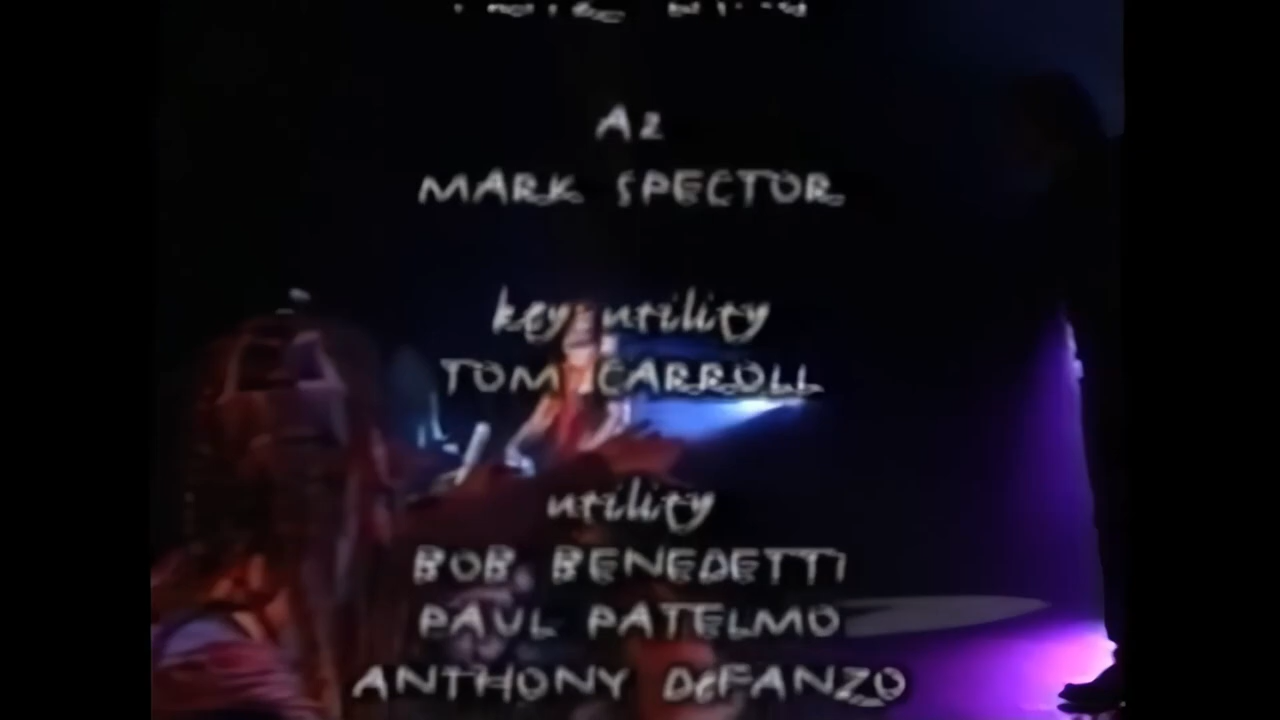 A2
MARK SPECTOR
key utility
TOM CARROLL
utility
BOB BENEDETTI
PAUL PATELMO
ANTHONY DeFANZO